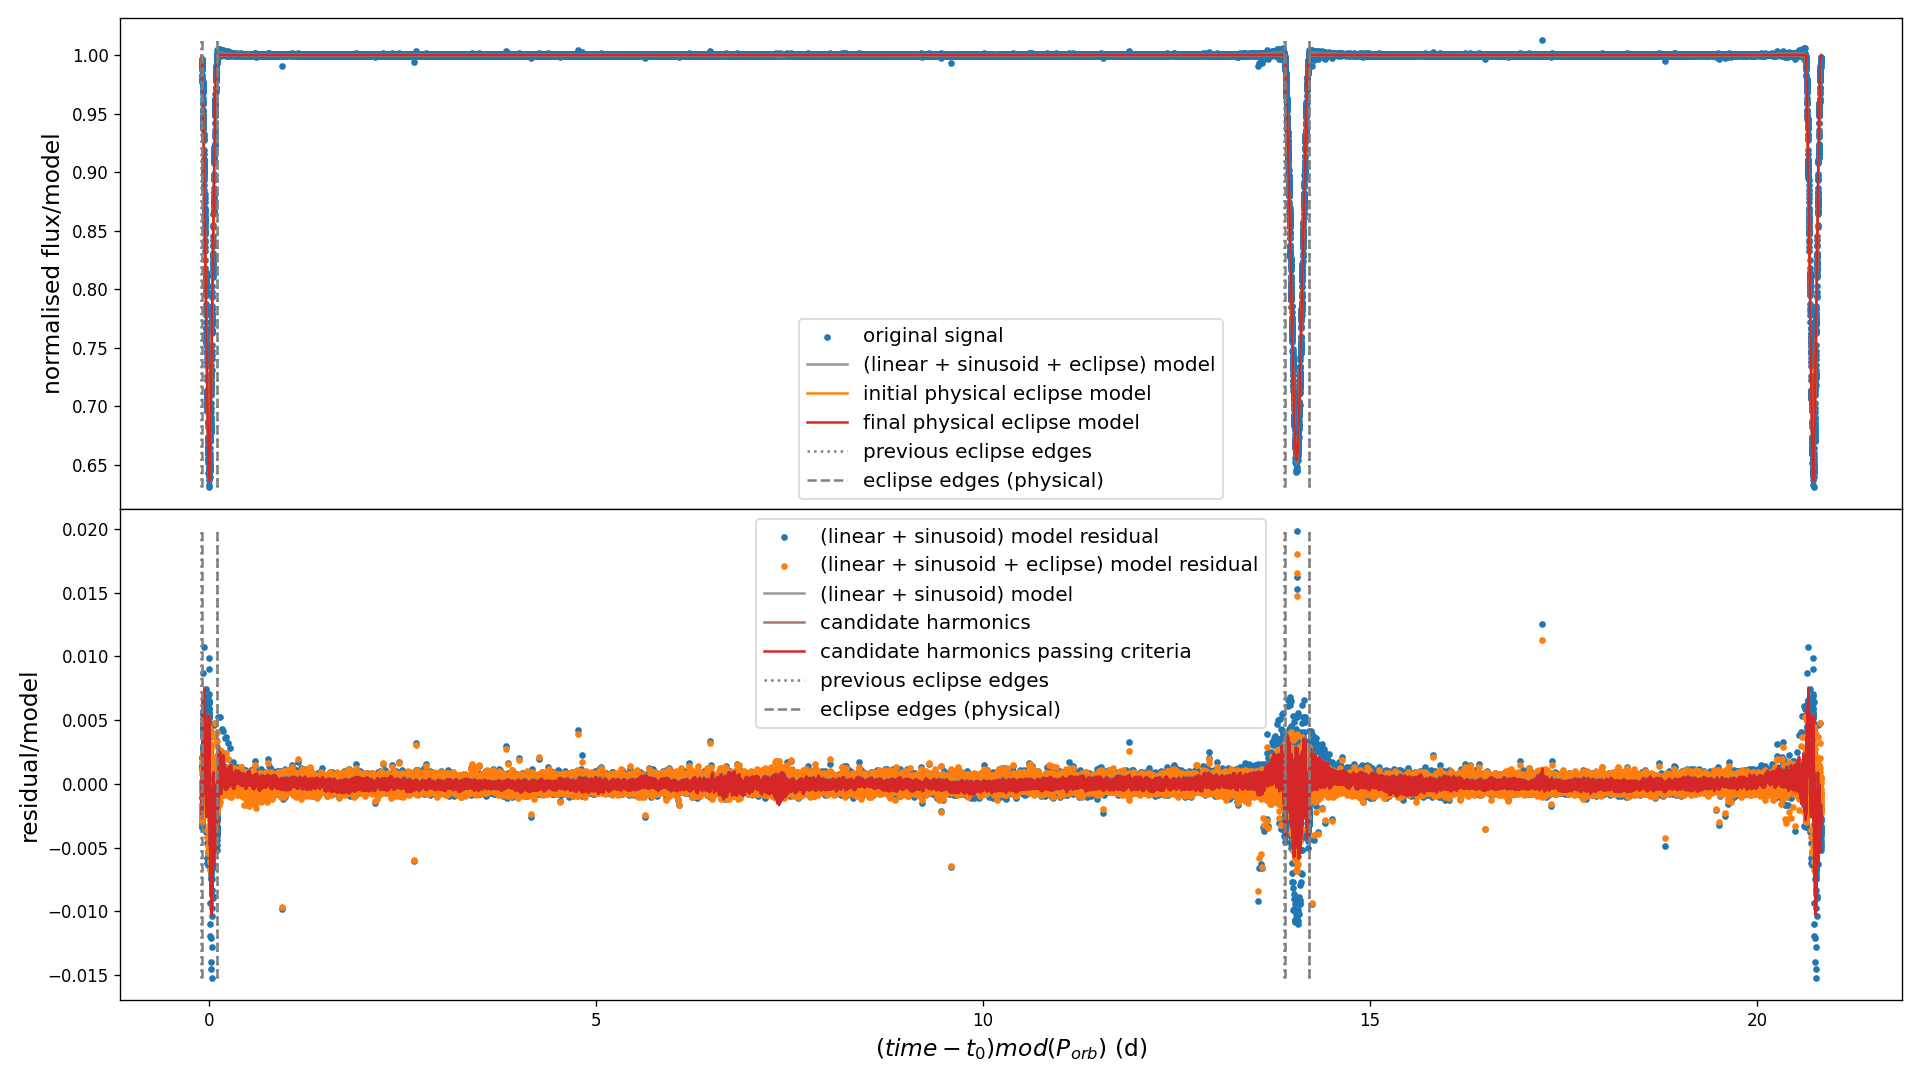 1.00
0.95
0.90
0.85
0.80
0.75
0.70
0.65
normalised flux/model
original signal
(linear + sinusoid + eclipse) model
initial physical eclipse model
final physical eclipse model
previous eclipse edges
eclipse edges (physical)
0.020
0.015
0.010
0.005
0.000
−0.005
−0.010
−0.015
residual/model
(linear + sinusoid) model residual
(linear + sinusoid + eclipse) model residual
(linear + sinusoid) model
candidate harmonics
candidate harmonics passing criteria
previous eclipse edges
eclipse edges (physical)
0 5 10 15 20
(time − t₀)mod(P_orb) (d)